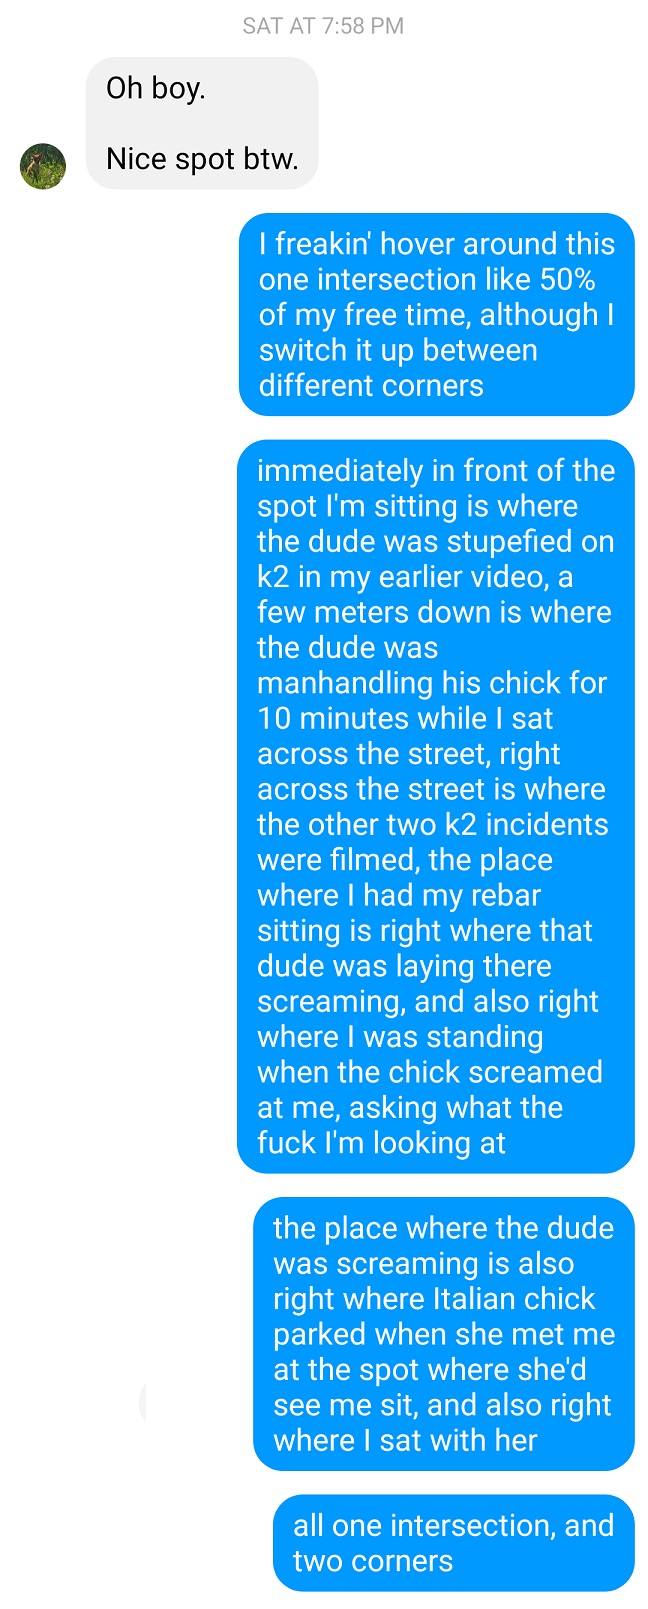 SAT AT 7:58 PM
Oh boy.
Nice spot btw.
I freakin' hover around this
one intersection like 50%
of my free time, although I
switch it up between
different corners
immediately in front of the
spot I'm sitting is where
the dude was stupefied on
k2 in my earlier video, a
few meters down is where
the dude was
manhandling his chick for
10 minutes while I sat
across the street, right
across the street is where
the other two k2 incidents
were filmed, the place
where I had my rebar
sitting is right where that
dude was laying there
screaming, and also right
where I was standing
when the chick screamed
at me, asking what the
fuck I'm looking at
the place where the dude
was screaming is also
right where Italian chick
parked when she met me
at the spot where she'd
see me sit, and also right
where I sat with her
all one intersection, and
two corners